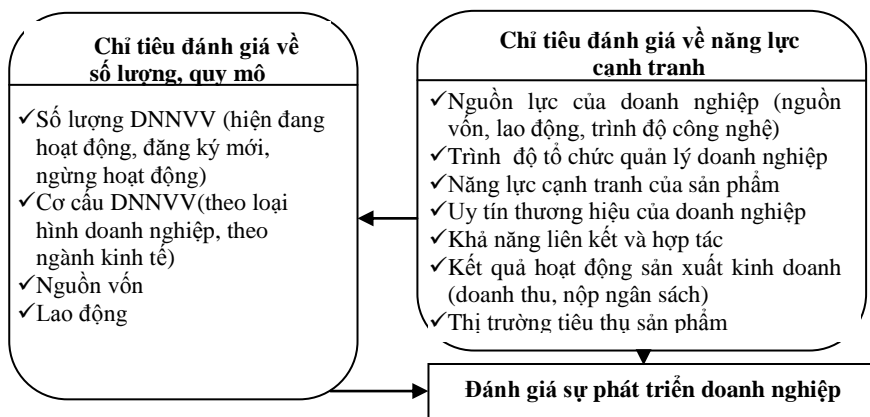 Chỉ tiêu đánh giá về
số lượng, quy mô
✓Số lượng DNNVV (hiện đang
hoạt động, đăng ký mới,
ngừng hoạt động)
✓Cơ cấu DNNVV(theo loại
hình doanh nghiệp, theo
ngành kinh tế)
✓Nguồn vốn
✓Lao động
Chỉ tiêu đánh giá về năng lực
cạnh tranh
✓Nguồn lực của doanh nghiệp (nguồn
vốn, lao động, trình độ công nghệ)
✓Trình độ tổ chức quản lý doanh nghiệp
✓Năng lực cạnh tranh của sản phẩm
✓Uy tín thương hiệu của doanh nghiệp
✓Khả năng liên kết và hợp tác
✓Kết quả hoạt động sản xuất kinh doanh
(doanh thu, nộp ngân sách)
✓Thị trường tiêu thụ sản phẩm
Đánh giá sự phát triển doanh nghiệp